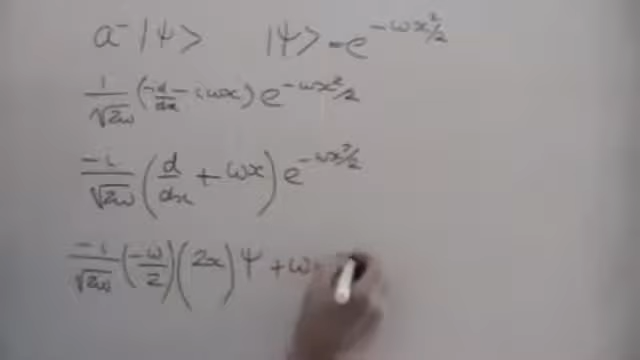 a⁻ |Ψ> |Ψ> = e^{-ωx²/2}
1/√2ω (-i d/dx - iωx) e^{-ωx²/2}
-i/√2ω (d/dx + ωx) e^{-ωx²/2}
-i/√2ω (-ω/2)(2x) Ψ + ω